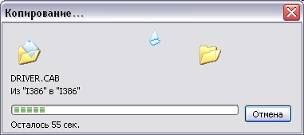 Копирование...
DRIVER.CAB
Из "I386" в "I386"
Отмена
Осталось 55 сек.